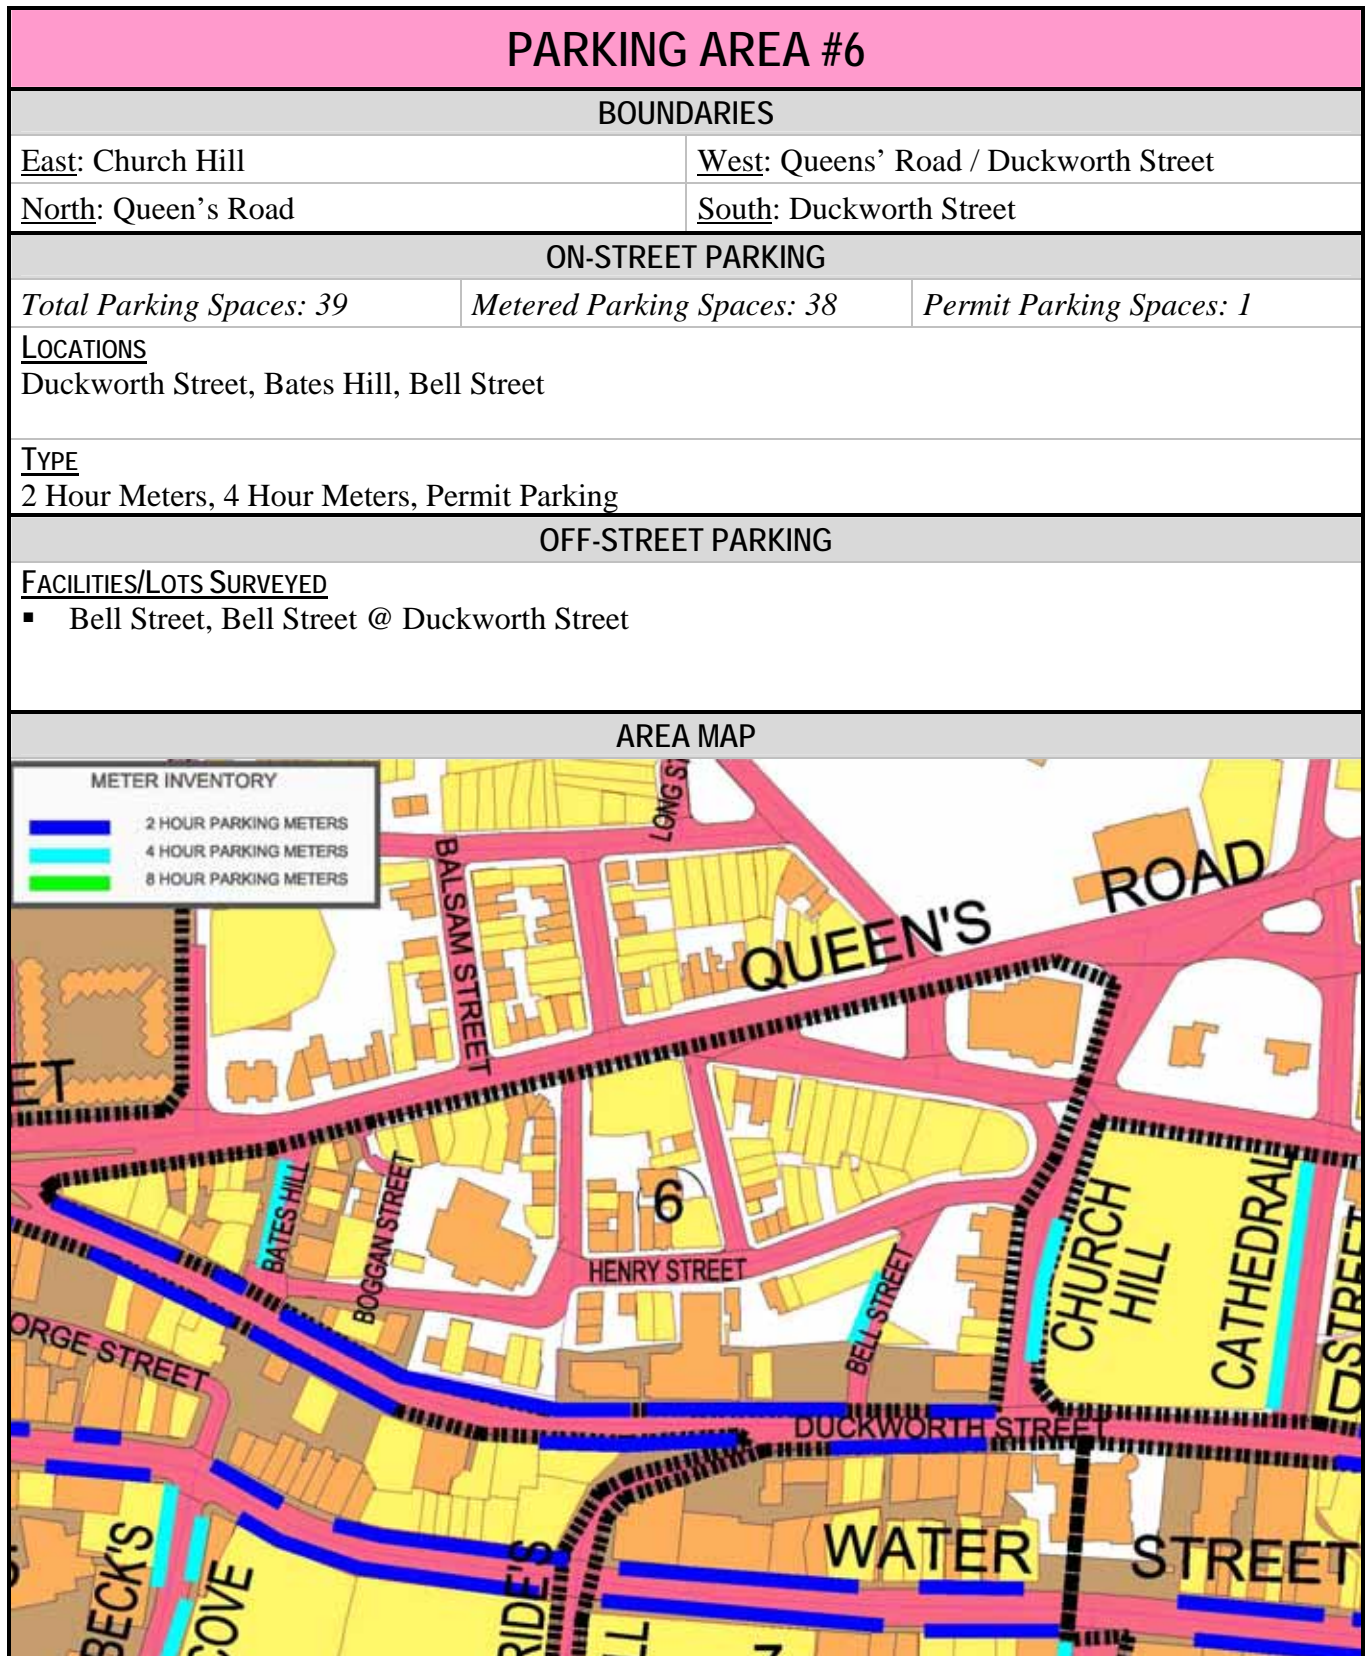 PARKING AREA #6
BOUNDARIES
East: Church Hill
West: Queens' Road / Duckworth Street
North: Queen's Road
South: Duckworth Street
ON-STREET PARKING
Total Parking Spaces: 39
Metered Parking Spaces: 38
Permit Parking Spaces: 1
LOCATIONS
Duckworth Street, Bates Hill, Bell Street
TYPE
2 Hour Meters, 4 Hour Meters, Permit Parking
OFF-STREET PARKING
FACILITIES/LOTS SURVEYED
▪ Bell Street, Bell Street @ Duckworth Street
AREA MAP
METER INVENTORY
2 HOUR PARKING METERS
4 HOUR PARKING METERS
8 HOUR PARKING METERS
LONG ST
BALSAM STREET
QUEEN'S ROAD
ET
BATES HILL
BOGGAN STREET
6
HENRY STREET
BELL STREET
CHURCH
HILL
CATHEDRAL
STREET
ORGE STREET
DUCKWORTH STREET
WATER STREET
BECK'S
COVE
RIDE'S
LL